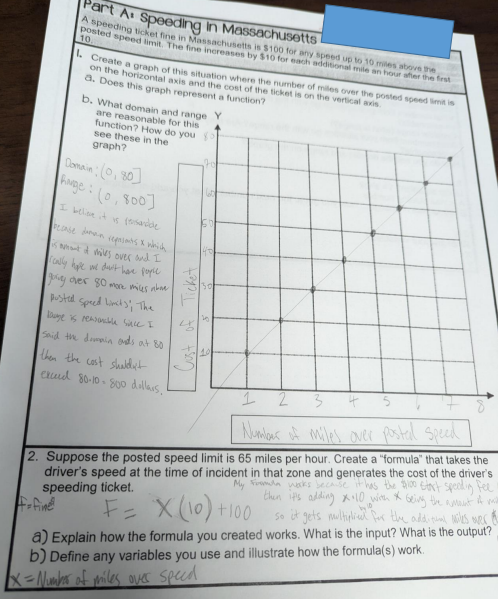 Part A: Speeding in Massachusetts
A speeding ticket fine in Massachusetts is $100 for any speed up to 10 miles above the
posted speed limit. The fine increases by $10 for each additional mile an hour after the first
10.
1. Create a graph of this situation where the number of miles over the posted speed limit is
on the horizontal axis and the cost of the ticket is on the vertical axis.
a. Does this graph represent a function?
b. What domain and range
are reasonable for this
function? How do you
see these in the
graph?
Domain: (0, 80]
Range: (0, 800]
I believe it is reasonable
because domain represents x which
is amount of miles over and I
really hope we don't have people
going over 80 more miles above
posted speed limits; The
range is reasonable since I
said the domain ends at 80
then the cost shouldn't
exceed 80·10 = 800 dollars.
Y
80
70
60
50
40
30
20
10
Cost of Ticket
1 2 3 4 5 6 7 8
Number of miles over posted speed
2. Suppose the posted speed limit is 65 miles per hour. Create a "formula" that takes the
driver's speed at the time of incident in that zone and generates the cost of the driver's
speeding ticket.
My formula works because it has the $100 start speeding fee
then it's adding x·10 with x being the amount of
so it gets multiplied by 10 for the additional miles over
F = fine
F = X(10) + 100
a) Explain how the formula you created works. What is the input? What is the output?
b) Define any variables you use and illustrate how the formula(s) work.
X = Number of miles over speed